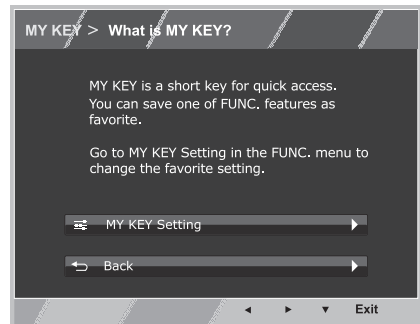 MY KEY > What is MY KEY?
MY KEY is a short key for quick access.
You can save one of FUNC. features as
favorite.
Go to MY KEY Setting in the FUNC. menu to
change the favorite setting.
MY KEY Setting
Back
Exit